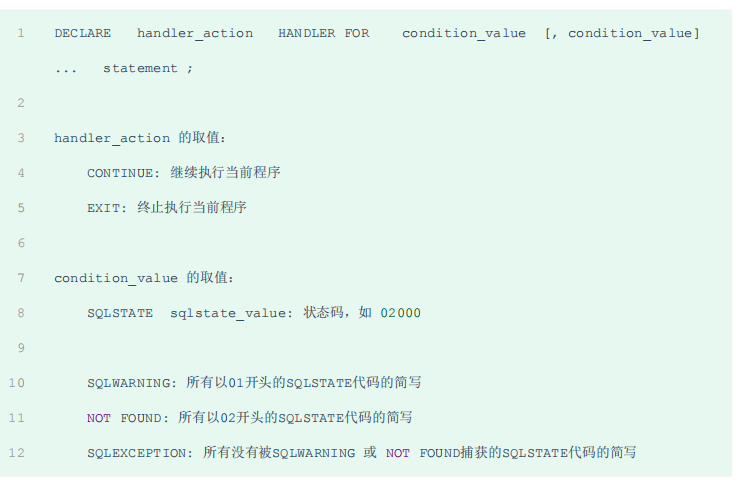 1 DECLARE handler_action HANDLER FOR condition_value [, condition_value]
... statement ;
2
3 handler_action 的取值:
4 CONTINUE: 继续执行当前程序
5 EXIT: 终止执行当前程序
6
7 condition_value 的取值:
8 SQLSTATE sqlstate_value: 状态码，如 02000
9
10 SQLWARNING: 所有以01开头的SQLSTATE代码的简写
11 NOT FOUND: 所有以02开头的SQLSTATE代码的简写
12 SQLEXCEPTION: 所有没有被SQLWARNING 或 NOT FOUND捕获的SQLSTATE代码的简写